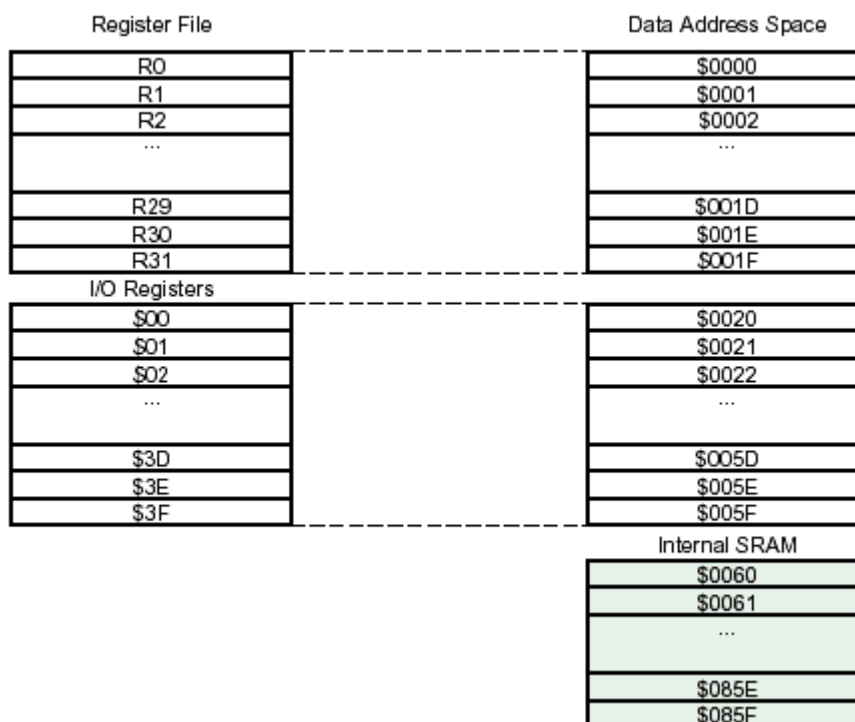 Register File Data Address Space
R0 $0000
R1 $0001
R2 $0002
... ...
R29 $001D
R30 $001E
R31 $001F
I/O Registers
$00 $0020
$01 $0021
$02 $0022
... ...
$3D $005D
$3E $005E
$3F $005F
Internal SRAM
$0060
$0061
...
$085E
$085F